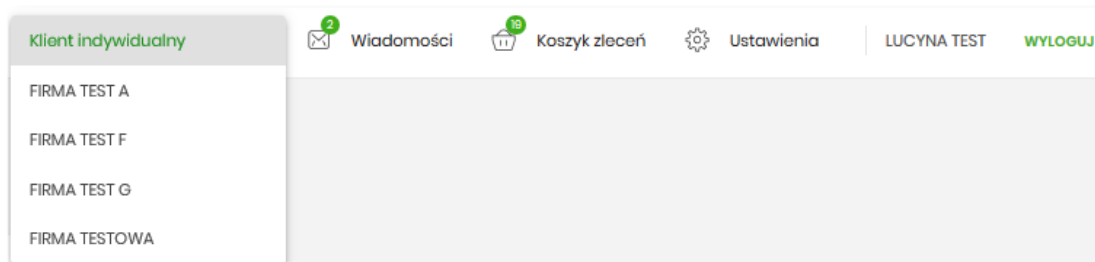 Klient indywidualny 2 Wiadomości 19 Koszyk zleceń Ustawienia LUCYNA TEST WYLOGUJ
FIRMA TEST A
FIRMA TEST F
FIRMA TEST G
FIRMA TESTOWA